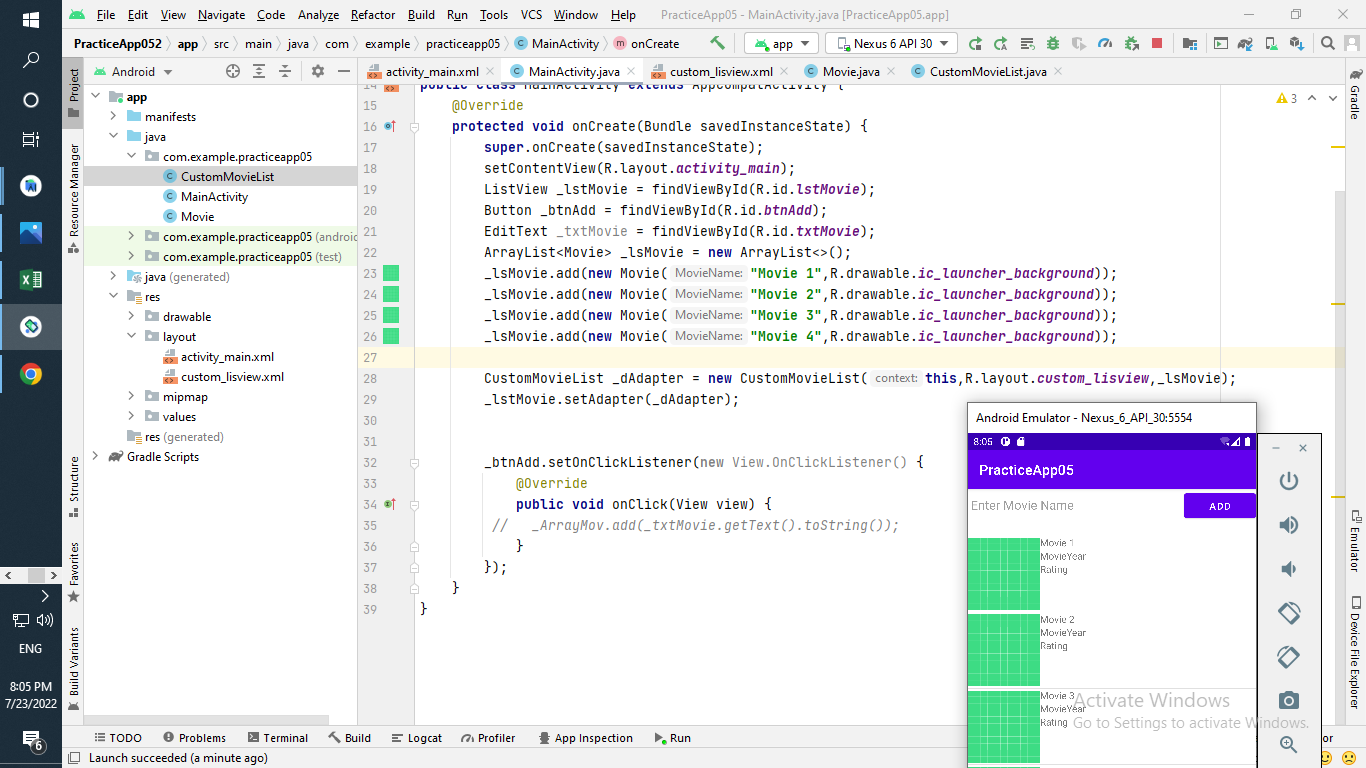 File Edit View Navigate Code Analyze Refactor Build Run Tools VCS Window Help PracticeApp05 - MainActivity.java [PracticeApp05.app]
PracticeApp052 app src main java com example practiceapp05 MainActivity onCreate app Nexus 6 API 30
Android
activity_main.xml MainActivity.java custom_lisview.xml Movie.java CustomMovieList.java
Project
Resource Manager
Structure
Favorites
Build Variants
app
manifests
java
com.example.practiceapp05
CustomMovieList
MainActivity
Movie
com.example.practiceapp05 (android
com.example.practiceapp05 (test)
java (generated)
res
drawable
layout
activity_main.xml
custom_lisview.xml
mipmap
values
res (generated)
Gradle Scripts
3
14 public class MainActivity extends AppCompatActivity {
15 @Override
16 protected void onCreate(Bundle savedInstanceState) {
17 super.onCreate(savedInstanceState);
18 setContentView(R.layout.activity_main);
19 ListView _lstMovie = findViewById(R.id.lstMovie);
20 Button _btnAdd = findViewById(R.id.btnAdd);
21 EditText _txtMovie = findViewById(R.id.txtMovie);
22 ArrayList<Movie> _lsMovie = new ArrayList<>();
23 _lsMovie.add(new Movie( MovieName: "Movie 1",R.drawable.ic_launcher_background));
24 _lsMovie.add(new Movie( MovieName: "Movie 2",R.drawable.ic_launcher_background));
25 _lsMovie.add(new Movie( MovieName: "Movie 3",R.drawable.ic_launcher_background));
26 _lsMovie.add(new Movie( MovieName: "Movie 4",R.drawable.ic_launcher_background));
27
28 CustomMovieList _dAdapter = new CustomMovieList( context: this,R.layout.custom_lisview,_lsMovie);
29 _lstMovie.setAdapter(_dAdapter);
30
31
32 _btnAdd.setOnClickListener(new View.OnClickListener() {
33 @Override
34 public void onClick(View view) {
35 // _ArrayMov.add(_txtMovie.getText().toString());
36 }
37 });
38 }
39 }
Android Emulator - Nexus_6_API_30:5554
8:05
PracticeApp05
Enter Movie Name ADD
Movie 1
MovieYear
Rating
Movie 2
MovieYear
Rating
Movie 3
MovieYear
Rating
Activate Windows
Go to Settings to activate Windows.
Gradle
Emulator
Device File Explorer
TODO Problems Terminal Build Logcat Profiler App Inspection Run or
Launch succeeded (a minute ago)
ENG
8:05 PM
7/23/2022
6